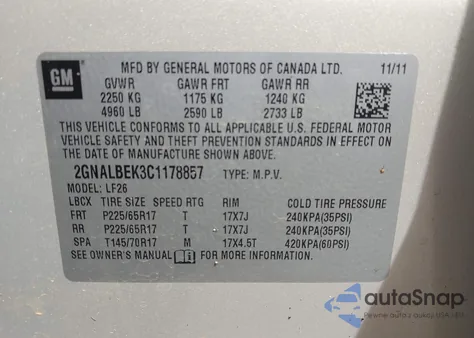 GM
MFD BY GENERAL MOTORS OF CANADA LTD. 11/11
GVWR GAWR FRT GAWR RR
2250 KG 1175 KG 1240 KG
4960 LB 2590 LB 2733 LB
THIS VEHICLE CONFORMS TO ALL APPLICABLE U.S. FEDERAL MOTOR
VEHICLE SAFETY AND THEFT PREVENTION STANDARDS IN EFFECT ON
THE DATE OF MANUFACTURE SHOWN ABOVE.
2GNALBEK3C1178857 TYPE: M.P.V.
MODEL: LF26
LBCX TIRE SIZE SPEED RTG RIM COLD TIRE PRESSURE
FRT P225/65R17 T 17X7J 240KPA(35PSI)
RR P225/65R17 T 17X7J 240KPA(35PSI)
SPA T145/70R17 M 17X4.5T 420KPA(60PSI)
SEE OWNER'S MANUAL FOR MORE INFORMATION.
autoSnap
Pewne auta z aukcji USA